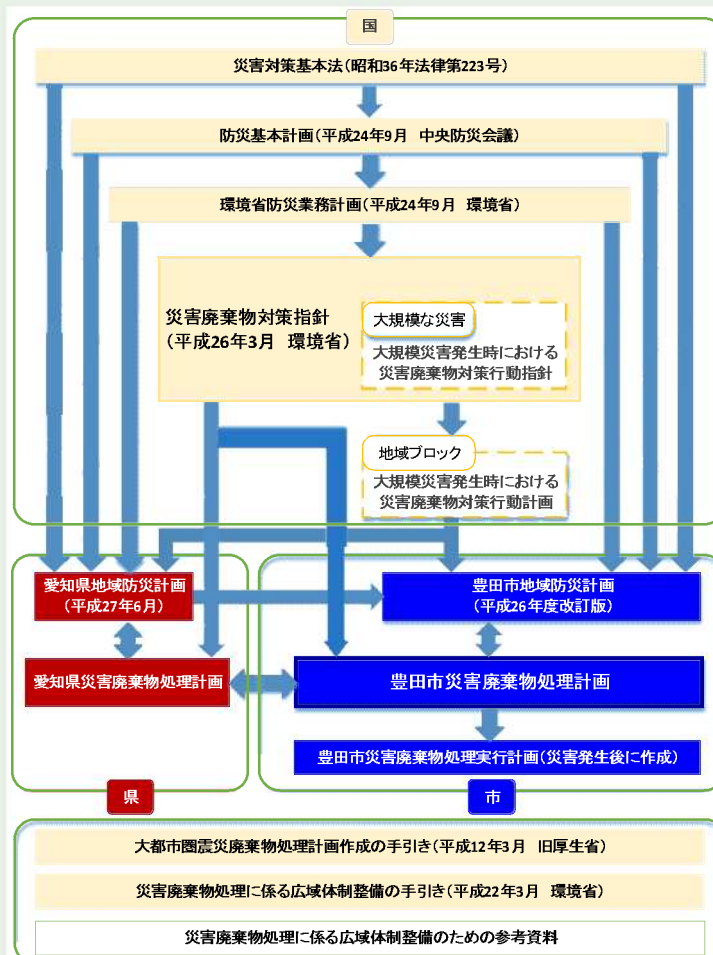 国
災害対策基本法(昭和36年法律第223号)
防災基本計画(平成24年9月 中央防災会議)
環境省防災業務計画(平成24年9月 環境省)
災害廃棄物対策指針
(平成26年3月 環境省)
大規模な災害
大規模災害発生時における
災害廃棄物対策行動指針
地域ブロック
大規模災害発生時における
災害廃棄物対策行動計画
愛知県地域防災計画
(平成27年6月)
豊田市地域防災計画
(平成26年度改訂版)
愛知県災害廃棄物処理計画
豊田市災害廃棄物処理計画
豊田市災害廃棄物処理実行計画(災害発生後に作成)
県
市
大都市圏震災廃棄物処理計画作成の手引き(平成12年3月 旧厚生省)
災害廃棄物処理に係る広域体制整備の手引き(平成22年3月 環境省)
災害廃棄物処理に係る広域体制整備のための参考資料